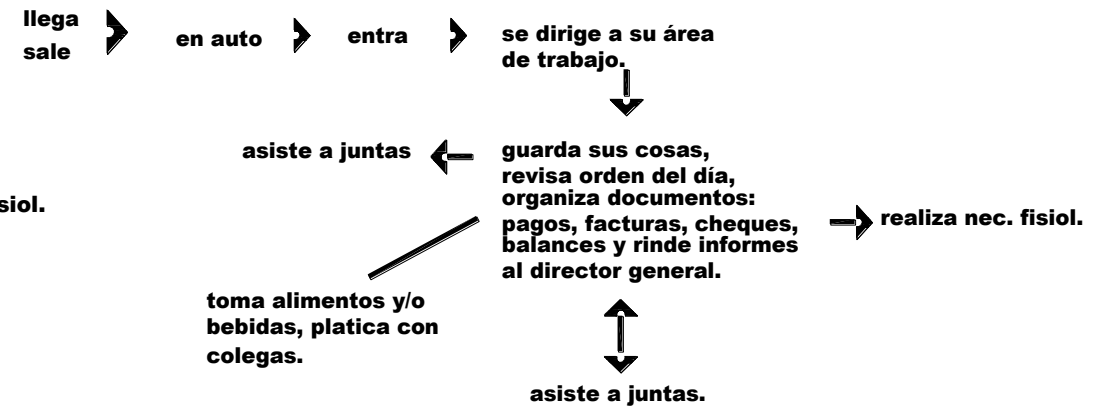 llega
sale
en auto
entra
se dirige a su área
de trabajo.
asiste a juntas
guarda sus cosas,
revisa orden del día,
organiza documentos:
pagos, facturas, cheques,
balances y rinde informes
al director general.
siol.
realiza nec. fisiol.
toma alimentos y/o
bebidas, platica con
colegas.
asiste a juntas.